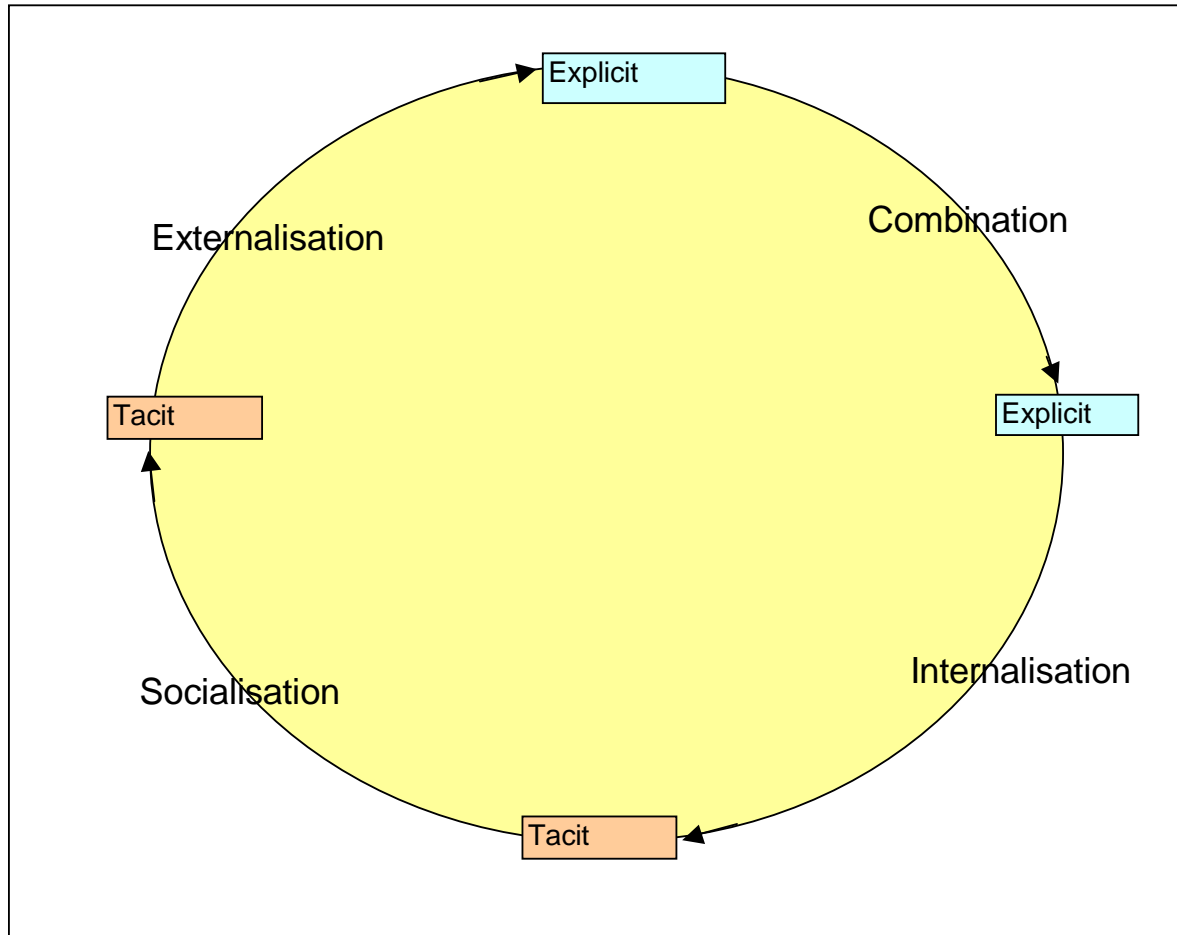 Explicit
Combination
Externalisation
Tacit
Explicit
Internalisation
Socialisation
Tacit